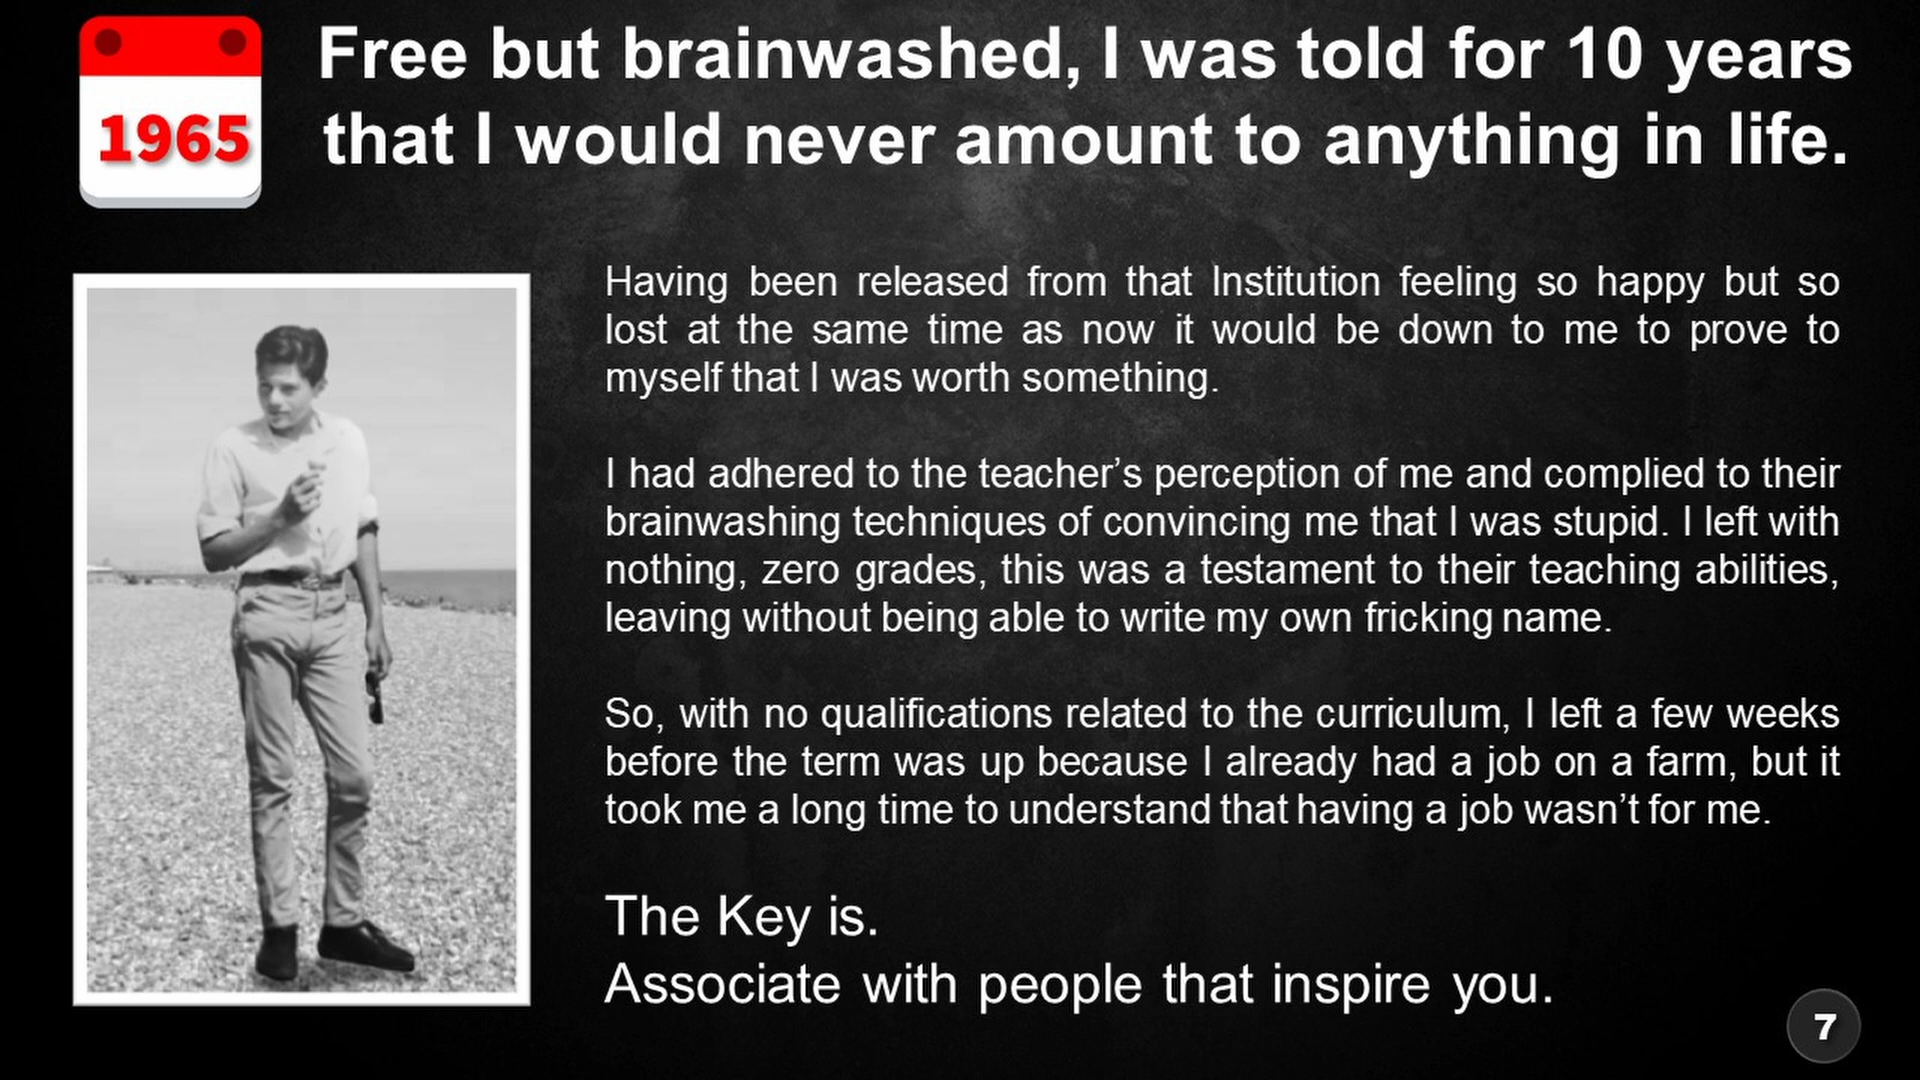 1965
Free but brainwashed, I was told for 10 years
that I would never amount to anything in life.
Having been released from that Institution feeling so happy but so
lost at the same time as now it would be down to me to prove to
myself that I was worth something.
I had adhered to the teacher’s perception of me and complied to their
brainwashing techniques of convincing me that I was stupid. I left with
nothing, zero grades, this was a testament to their teaching abilities,
leaving without being able to write my own fricking name.
So, with no qualifications related to the curriculum, I left a few weeks
before the term was up because I already had a job on a farm, but it
took me a long time to understand that having a job wasn’t for me.
The Key is.
Associate with people that inspire you.
7